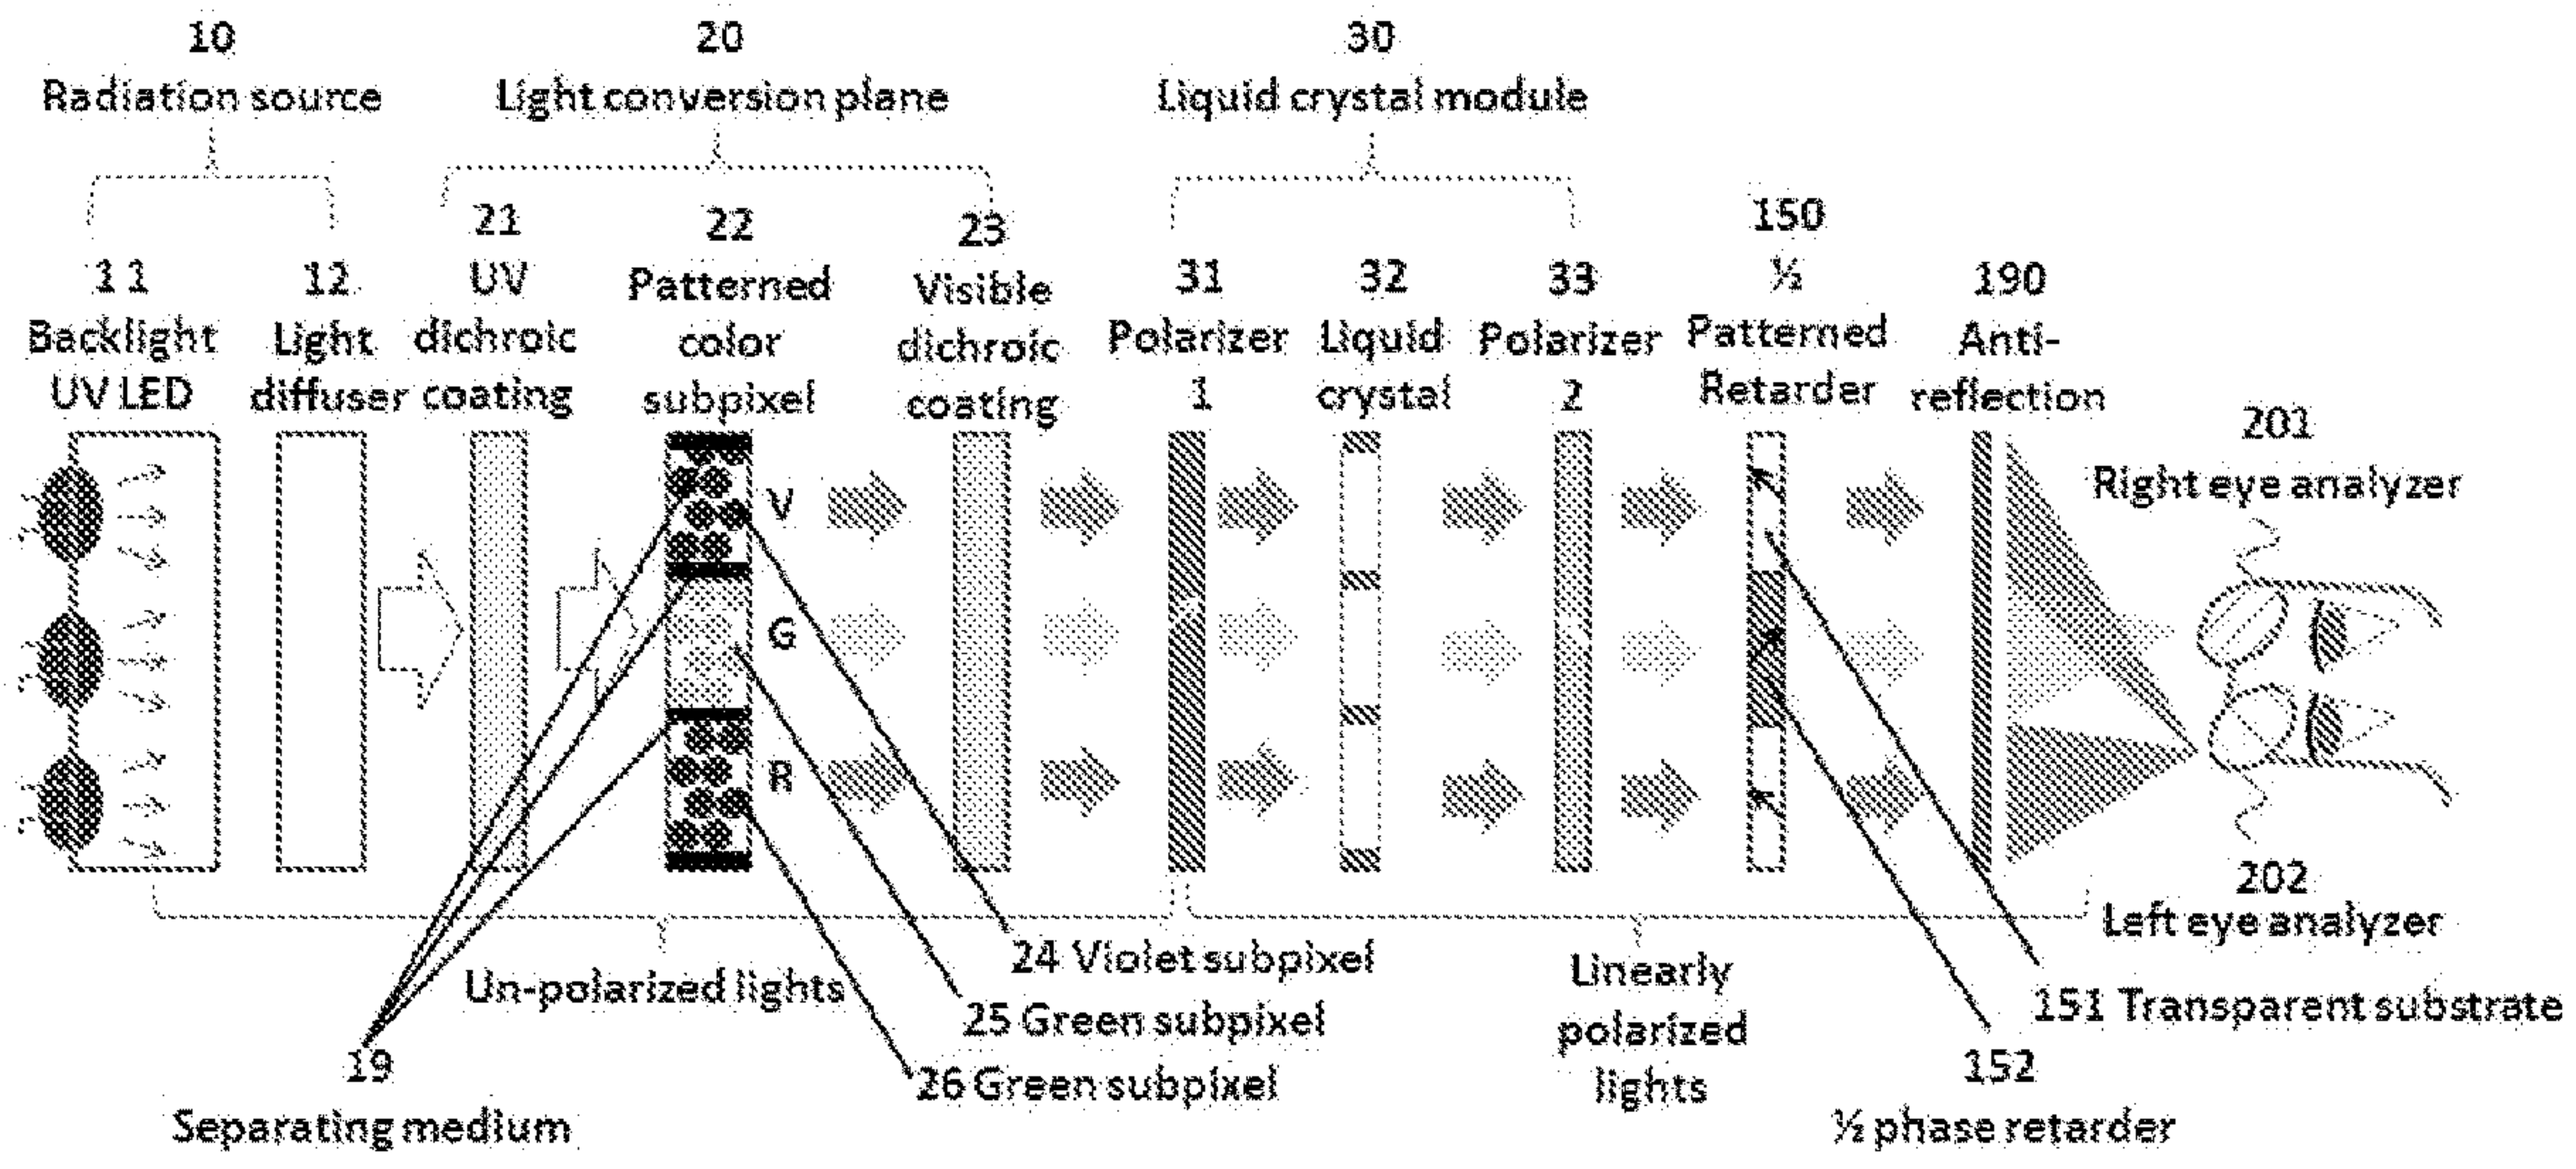 10
Radiation source
20
Light conversion plane
30
Liquid crystal module
11
Backlight
UV LED
12
Light
diffuser
21
UV
dichroic
coating
22
Patterned
color
subpixel
23
Visible
dichroic
coating
31
Polarizer
1
32
Liquid
crystal
33
Polarizer
2
150
½
Patterned
Retarder
190
Anti-
reflection
201
Right eye analyzer
V
G
R
202
Left eye analyzer
24 Violet subpixel
25 Green subpixel
26 Green subpixel
Un-polarized lights
Linearly
polarized
lights
151 Transparent substrate
152
½ phase retarder
19
Separating medium